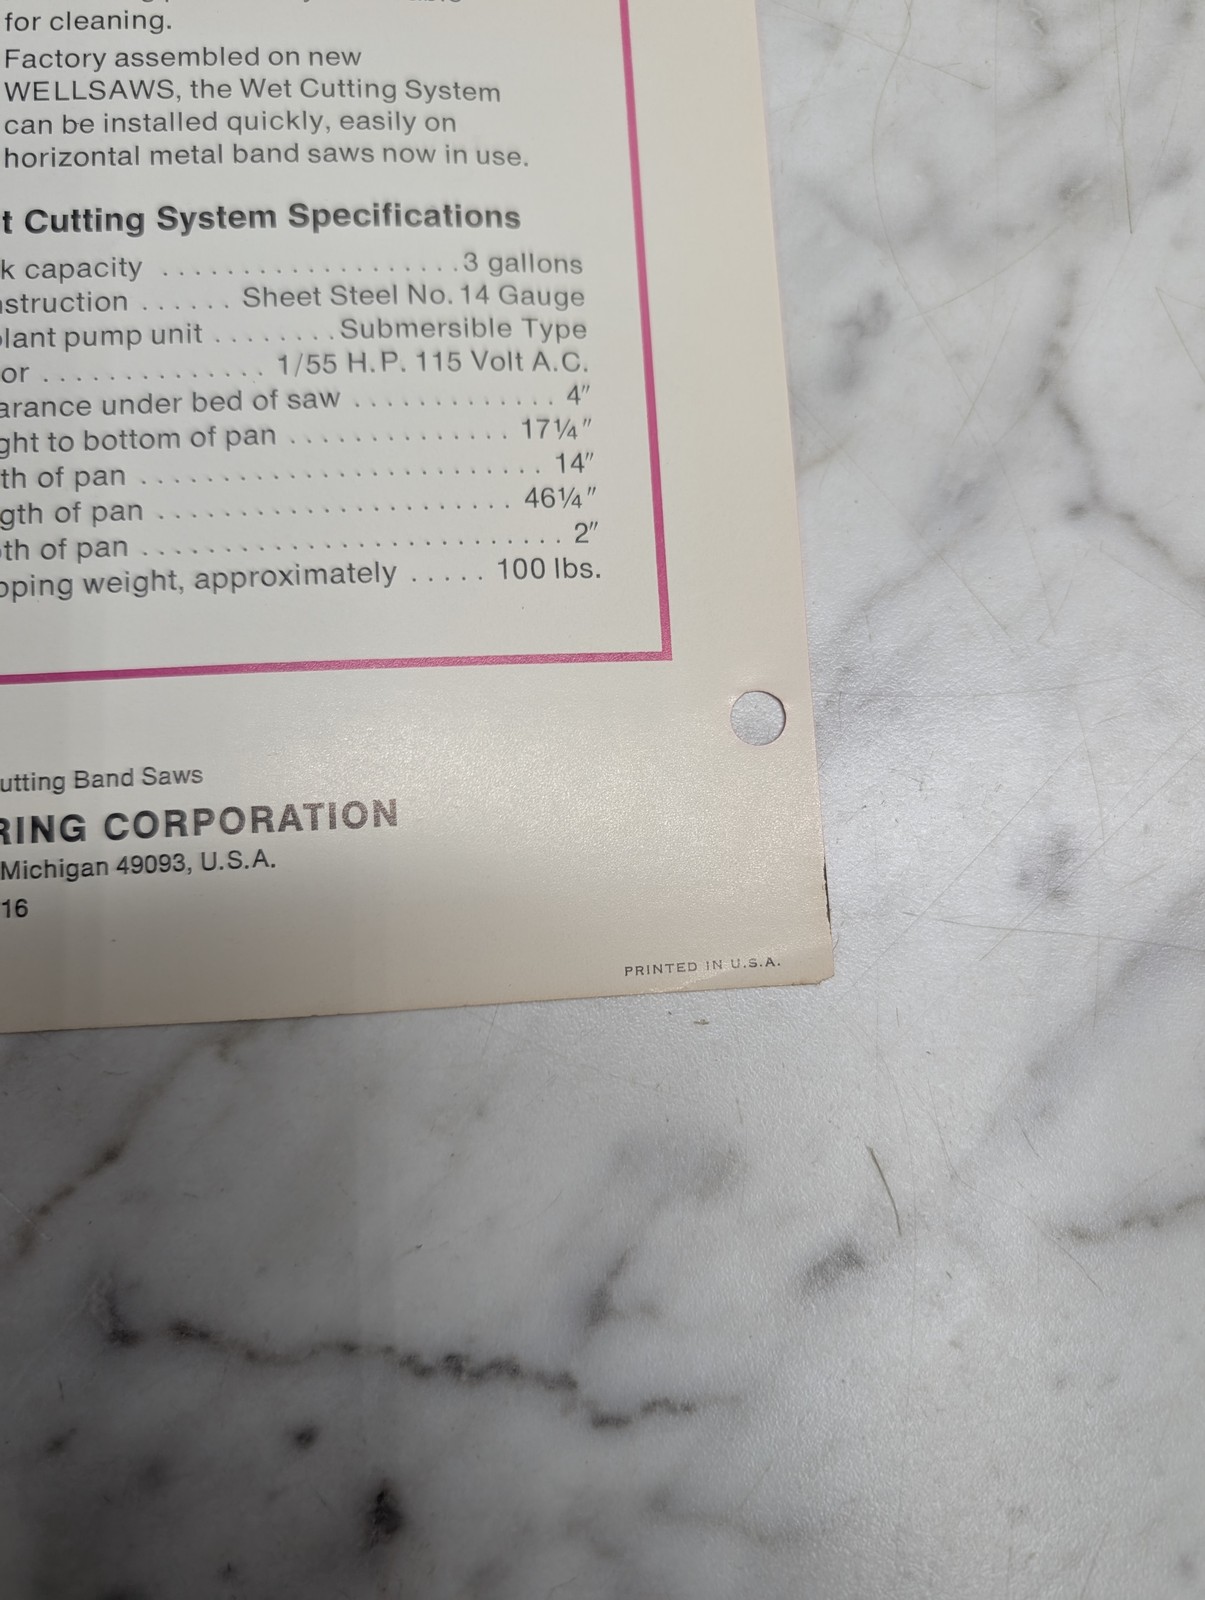 for cleaning.
Factory assembled on new
WELLSAWS, the Wet Cutting System
can be installed quickly, easily on
horizontal metal band saws now in use.
t Cutting System Specifications
k capacity . . . . . . . . . . . . . . . . . . . 3 gallons
nstruction . . . . . . Sheet Steel No. 14 Gauge
lant pump unit . . . . . . . . Submersible Type
or . . . . . . . . . . . . . . 1/55 H.P. 115 Volt A.C.
arance under bed of saw . . . . . . . . . . . . . 4"
ght to bottom of pan . . . . . . . . . . . . . . 17¼"
th of pan . . . . . . . . . . . . . . . . . . . . . . . . . 14"
gth of pan . . . . . . . . . . . . . . . . . . . . . . 46¼"
th of pan . . . . . . . . . . . . . . . . . . . . . . . . . . 2"
pping weight, approximately . . . . . 100 lbs.
utting Band Saws
RING CORPORATION
Michigan 49093, U.S.A.
16
PRINTED IN U.S.A.